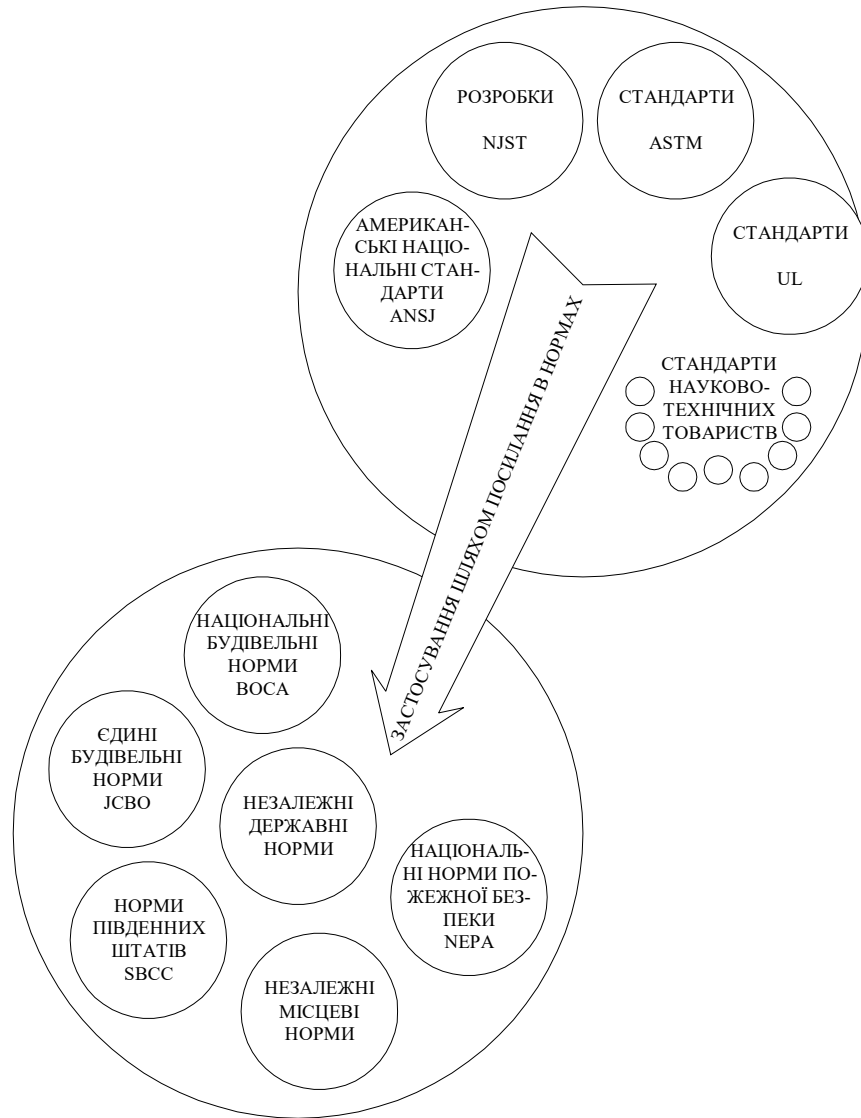 РОЗРОБКИ
NJST
СТАНДАРТИ
ASTM
АМЕРИКАН-
СЬКІ НАЦІО-
НАЛЬНІ СТАН-
ДАРТИ
ANSJ
СТАНДАРТИ
UL
СТАНДАРТИ
НАУКОВО-
ТЕХНІЧНИХ
ТОВАРИСТВ
ЗАСТОСУВАННЯ ШЛЯХОМ ПОСИЛАННЯ В НОРМАХ
НАЦІОНАЛЬНІ
БУДІВЕЛЬНІ
НОРМИ
BOCA
ЄДИНІ
БУДІВЕЛЬНІ
НОРМИ
JCBO
НЕЗАЛЕЖНІ
ДЕРЖАВНІ
НОРМИ
НАЦІОНАЛЬ-
НІ НОРМИ ПО-
ЖЕЖНОЇ БЕЗ-
ПЕКИ
NEPA
НОРМИ
ПІВДЕННИХ
ШТАТІВ
SBCC
НЕЗАЛЕЖНІ
МІСЦЕВІ
НОРМИ